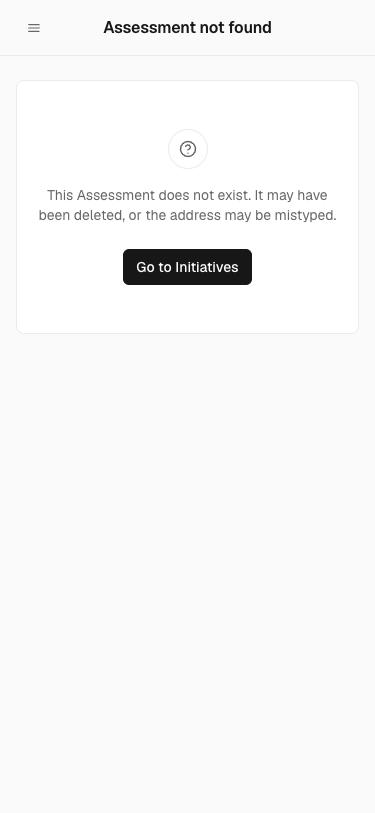 Assessment not found
This Assessment does not exist. It may have
been deleted, or the address may be mistyped.
Go to Initiatives